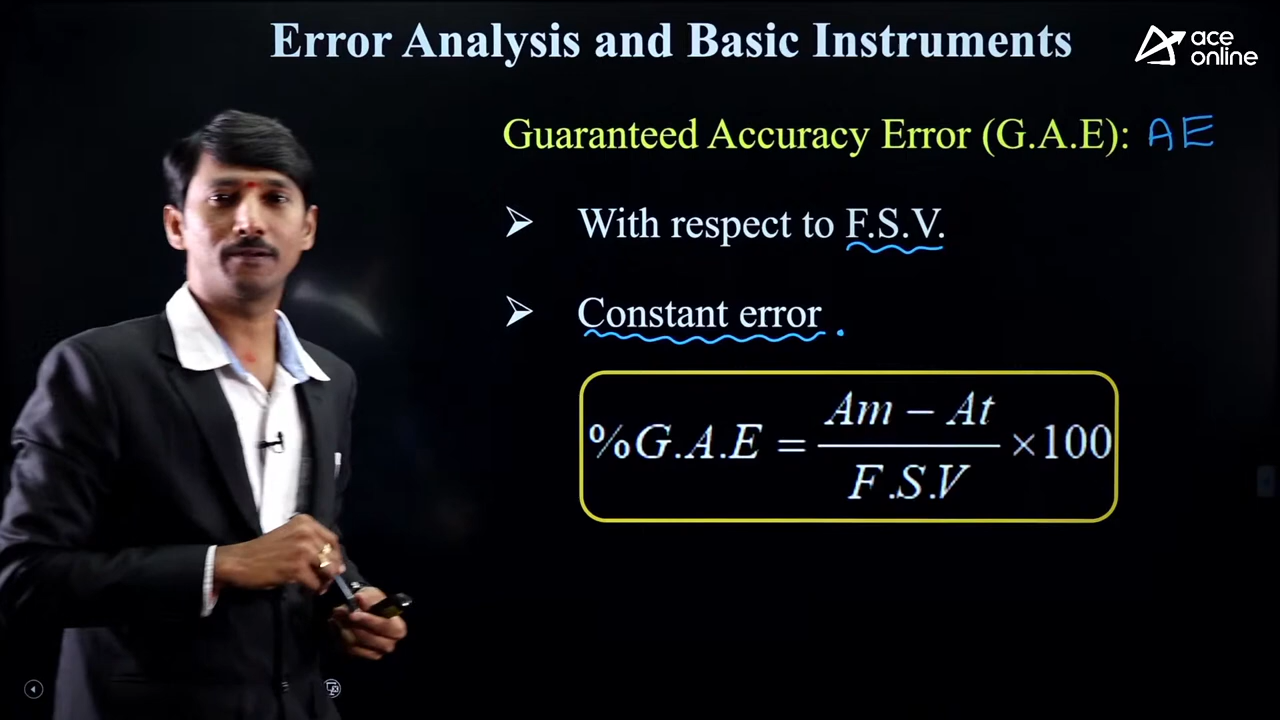 Error Analysis and Basic Instruments
ace
online
Guaranteed Accuracy Error (G.A.E): AE
With respect to F.S.V.
Constant error .
%G.A.E = Am − At / F.S.V ×100